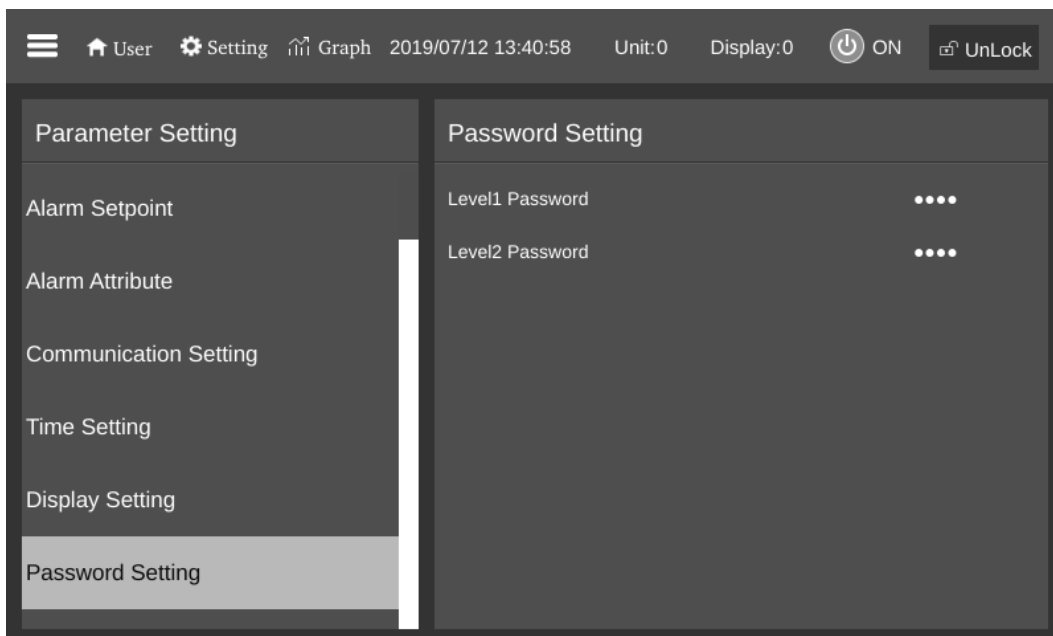 User Setting Graph 2019/07/12 13:40:58 Unit:0 Display:0 ON UnLock
Parameter Setting
Alarm Setpoint
Alarm Attribute
Communication Setting
Time Setting
Display Setting
Password Setting
Password Setting
Level1 Password ••••
Level2 Password ••••